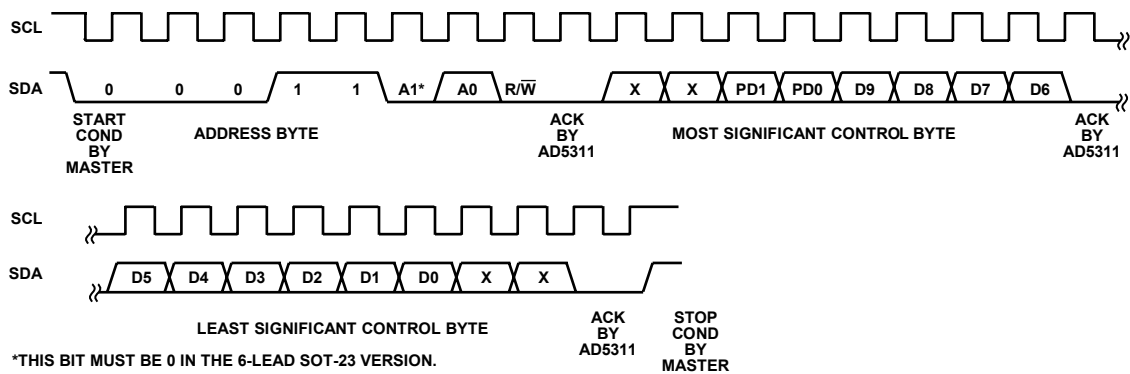 SCL
SDA
0 0 0 1 1 A1* A0 R/W̅ X X PD1 PD0 D9 D8 D7 D6
START
COND
BY
MASTER
ADDRESS BYTE
ACK
BY
AD5311
MOST SIGNIFICANT CONTROL BYTE
ACK
BY
AD5311
SCL
SDA
D5 D4 D3 D2 D1 D0 X X
LEAST SIGNIFICANT CONTROL BYTE
ACK
BY
AD5311
STOP
COND
BY
MASTER
*THIS BIT MUST BE 0 IN THE 6-LEAD SOT-23 VERSION.